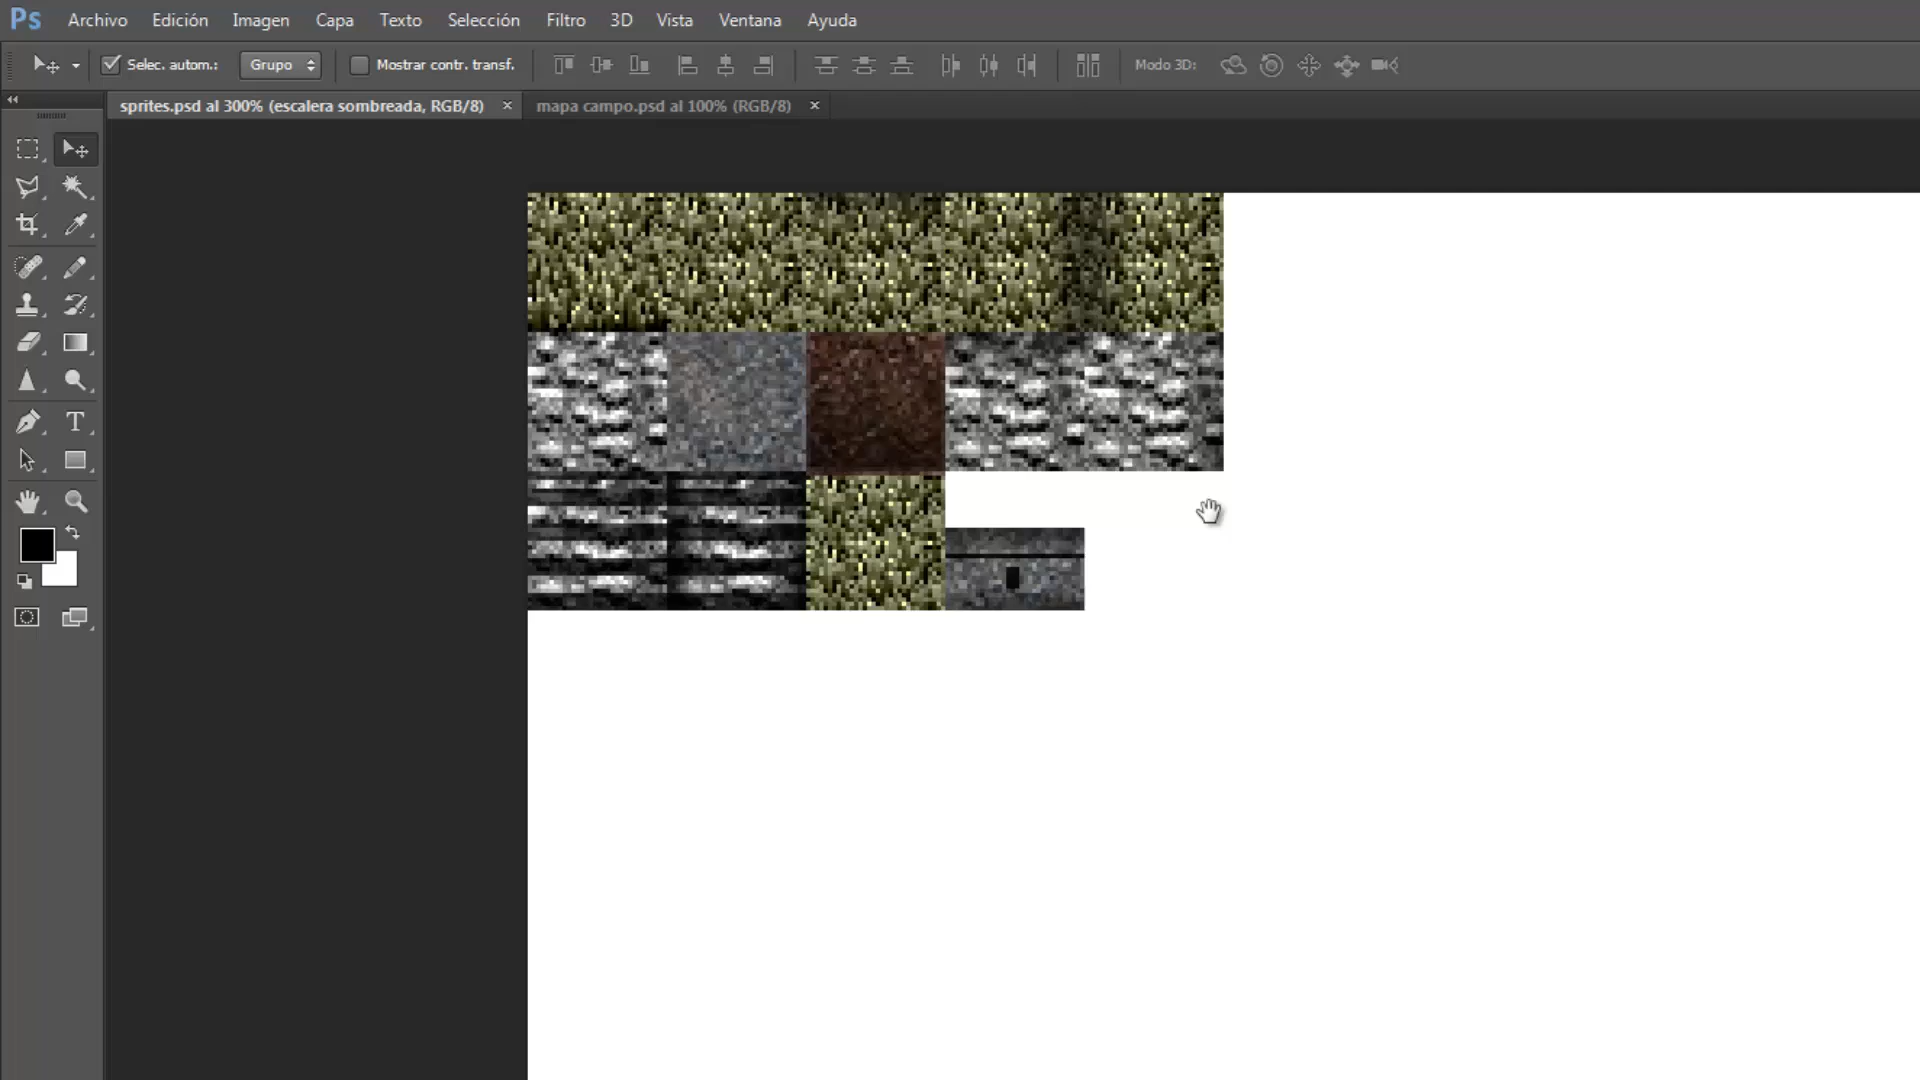 Ps Archivo Edición Imagen Capa Texto Selección Filtro 3D Vista Ventana Ayuda
Selec. autom.: Grupo Mostrar contr. transf. Modo 3D:
sprites.psd al 300% (escalera sombreada, RGB/8) × mapa campo.psd al 100% (RGB/8) ×
T